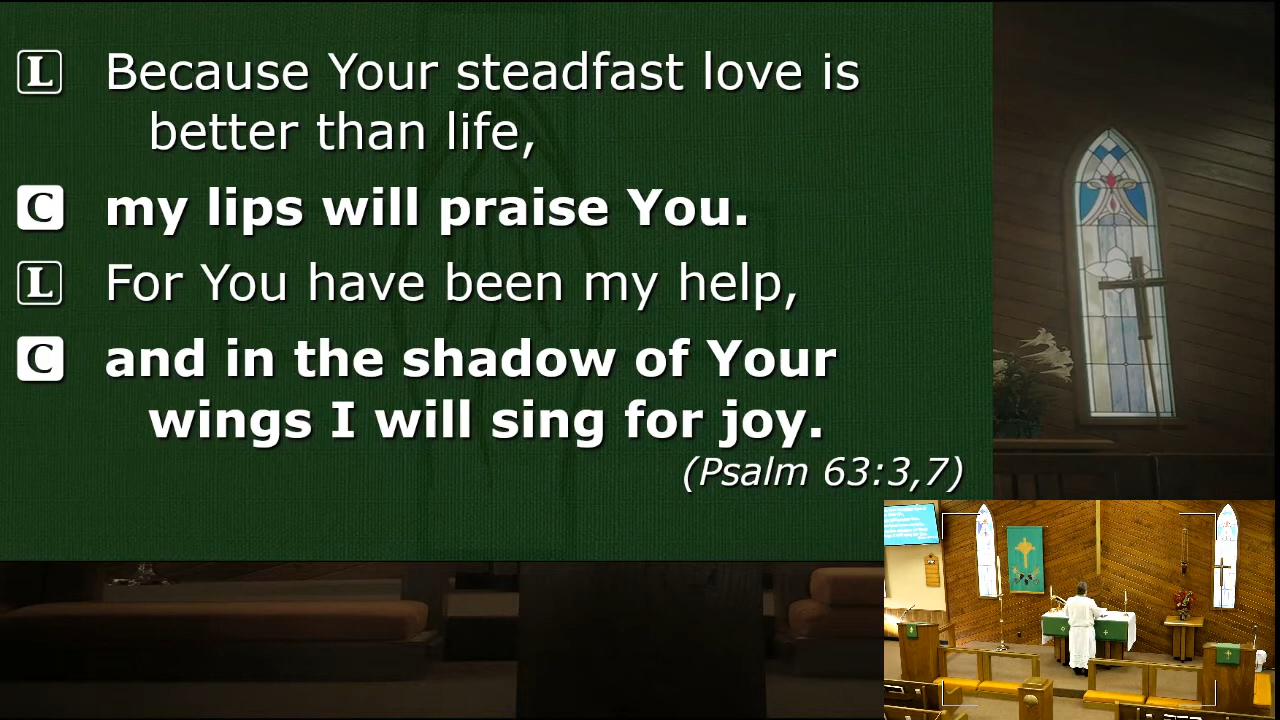 L Because Your steadfast love is
better than life,
C my lips will praise You.
L For You have been my help,
C and in the shadow of Your
wings I will sing for joy.
(Psalm 63:3,7)